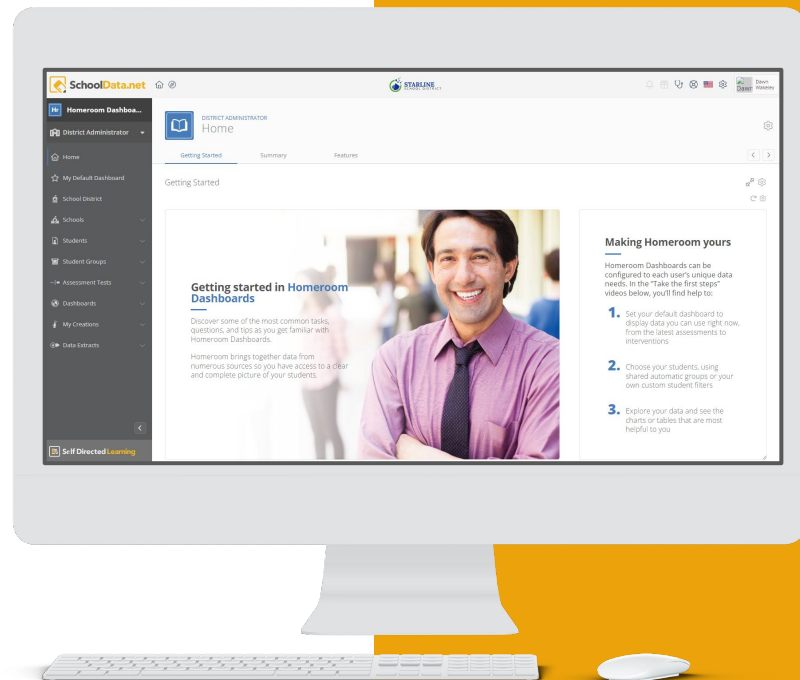 SchoolData.net
STARLINE
SCHOOL DISTRICT
Dawn
Dawn
Wakeley
Hr Homeroom Dashboa...
District Administrator
Home
My Default Dashboard
School District
Schools
Students
Student Groups
Assessment Tests
Dashboards
My Creations
Data Extracts
Self Directed Learning
DISTRICT ADMINISTRATOR
Home
Getting Started Summary Features
Getting Started
Getting started in Homeroom
Dashboards
Discover some of the most common tasks,
questions, and tips as you get familiar with
Homeroom Dashboards.
Homeroom brings together data from
numerous sources so you have access to a clear
and complete picture of your students.
Making Homeroom yours
Homeroom Dashboards can be
configured to each user's unique data
needs. In the “Take the first steps”
videos below, you'll find help to:
1. Set your default dashboard to
display data you can use right now,
from the latest assessments to
interventions
2. Choose your students, using
shared automatic groups or your
own custom student filters
3. Explore your data and see the
charts or tables that are most
helpful to you